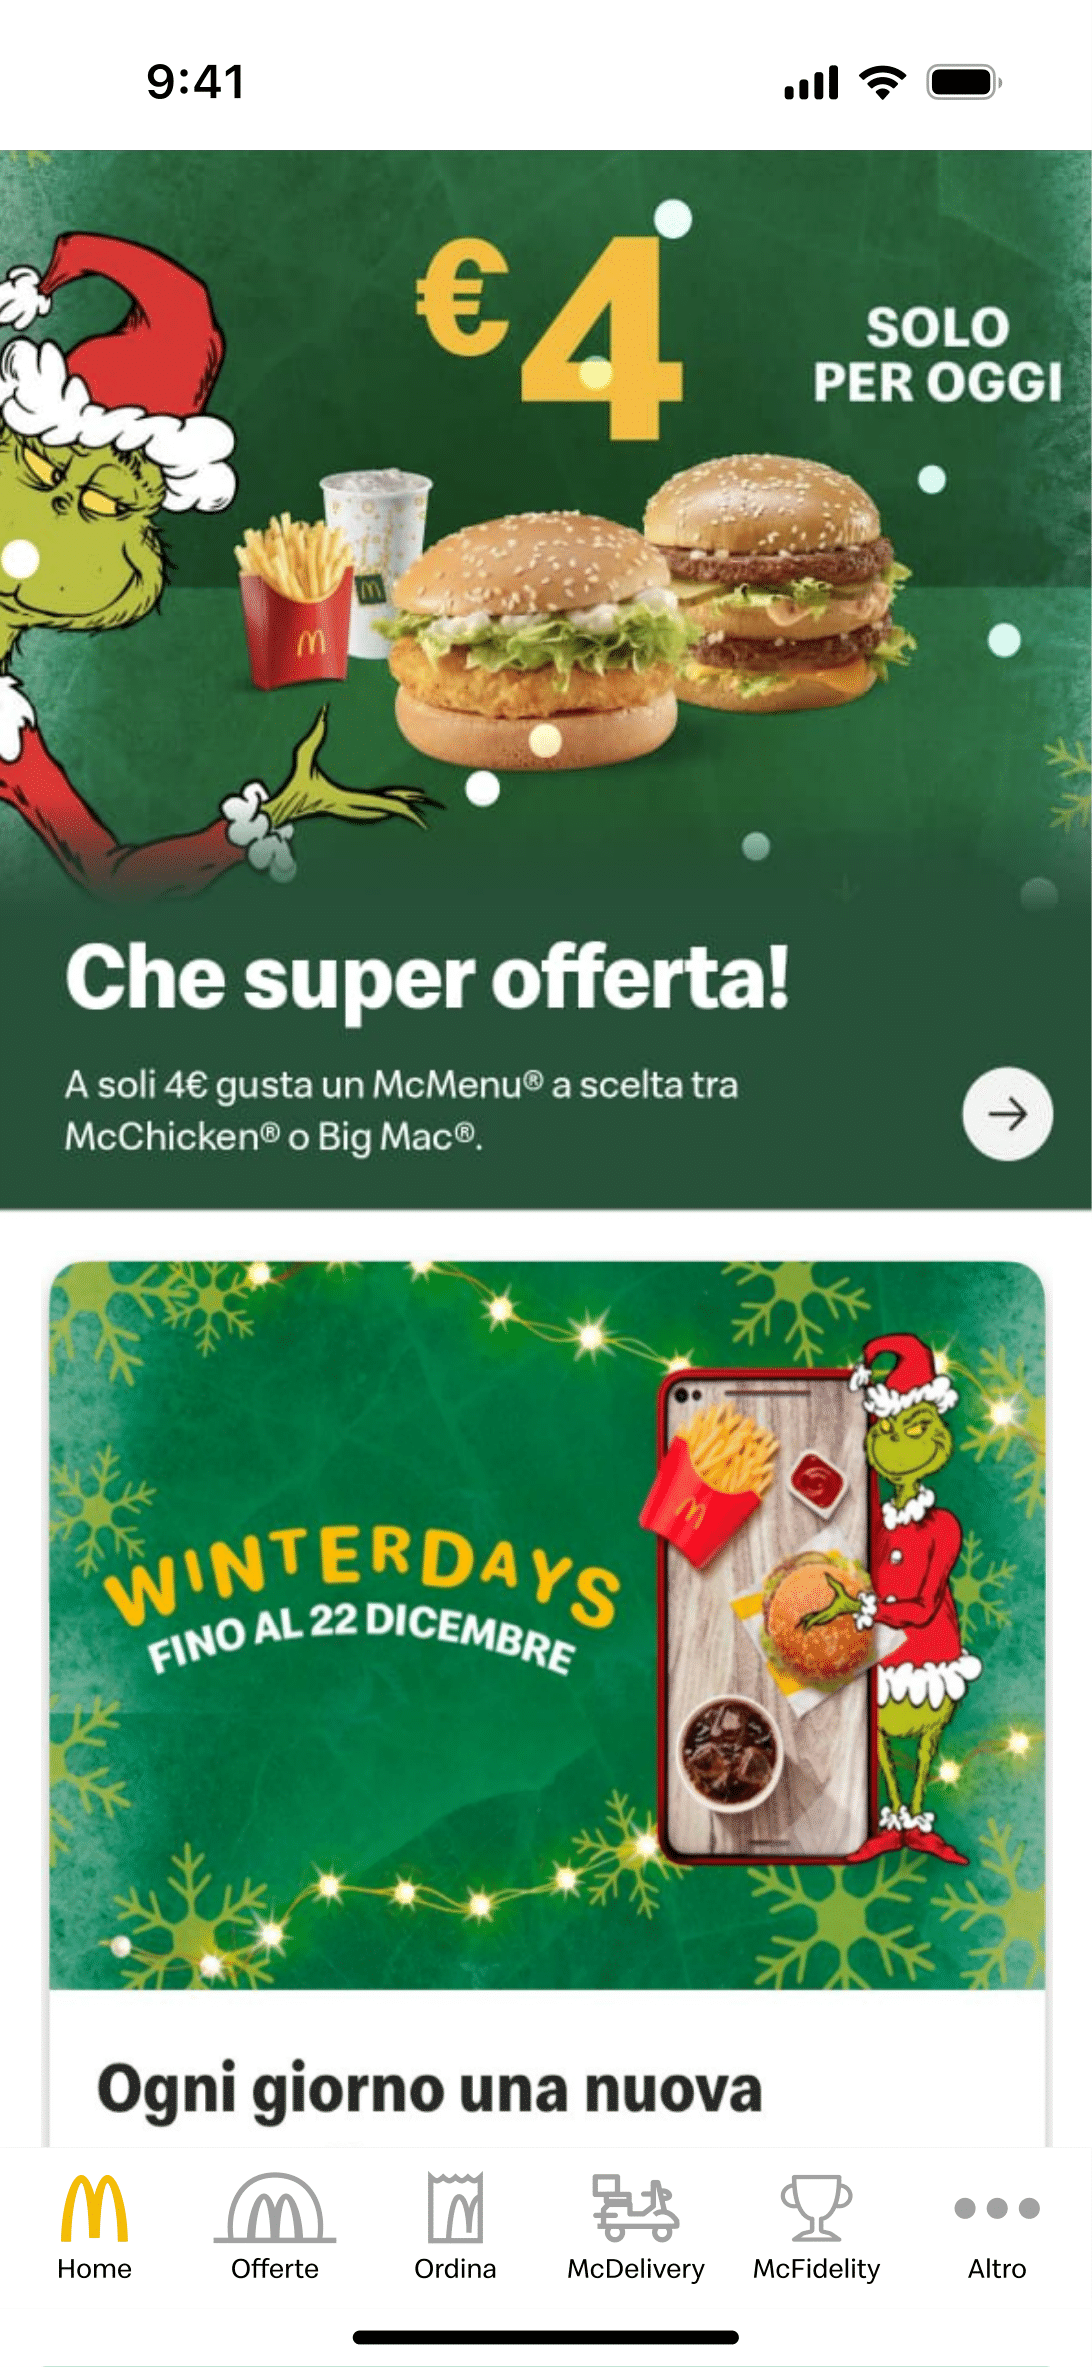 9:41
€4
SOLO
PER OGGI
Che super offerta!
A soli 4€ gusta un McMenu® a scelta tra
McChicken® o Big Mac®.
WINTERDAYS
FINO AL 22 DICEMBRE
Ogni giorno una nuova
Home
Offerte
Ordina
McDelivery
McFidelity
Altro